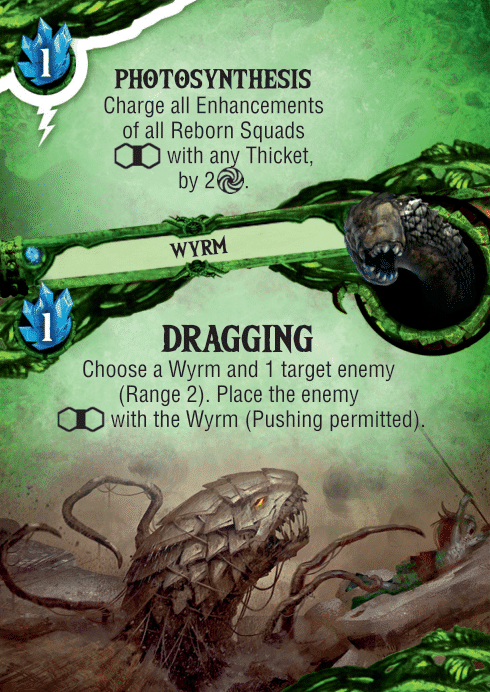 1
PHOTOSYNTHESIS
Charge all Enhancements
of all Reborn Squads
with any Thicket,
by 2.
WYRM
1
DRAGGING
Choose a Wyrm and 1 target enemy
(Range 2). Place the enemy
with the Wyrm (Pushing permitted).